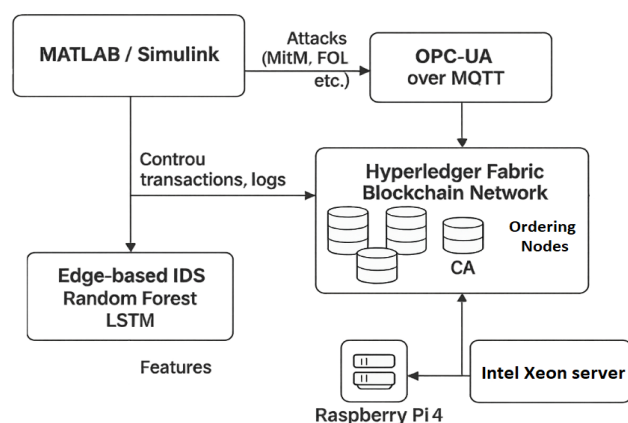 MATLAB / Simulink
Attacks
(MitM, FOL
etc.)
OPC-UA
over MQTT
Controu
transactions, logs
Hyperledger Fabric
Blockchain Network
Ordering
Nodes
CA
Edge-based IDS
Random Forest
LSTM
Features
Intel Xeon server
Raspberry Pi 4